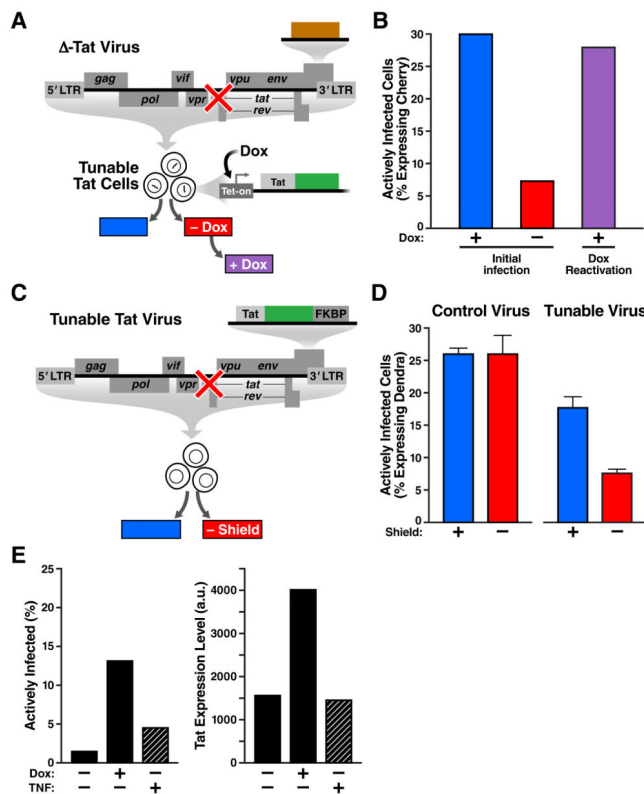 A
Δ-Tat Virus
gag
vif
vpu env
5' LTR
3' LTR
pol
vpr
tat
rev
Dox
Tunable
Tat Cells
Tet-on
Tat
– Dox
+ Dox
B
Actively Infected Cells
(% Expressing Cherry)
30
25
20
15
10
5
0
Dox: + – +
Initial
infection
Dox
Reactivation
C
Tunable Tat Virus
Tat FKBP
gag
vif
vpu env
5' LTR
3' LTR
pol
vpr
tat
rev
– Shield
D
Control Virus Tunable Virus
Actively Infected Cells
(% Expressing Dendra)
30
25
20
15
10
5
0
Shield: + – + –
E
Actively Infected (%)
25
20
15
10
5
0
Dox: – + –
TNF: – – +
Tat Expression Level (a.u.)
4000
3000
2000
1000
0
– + –
– – +